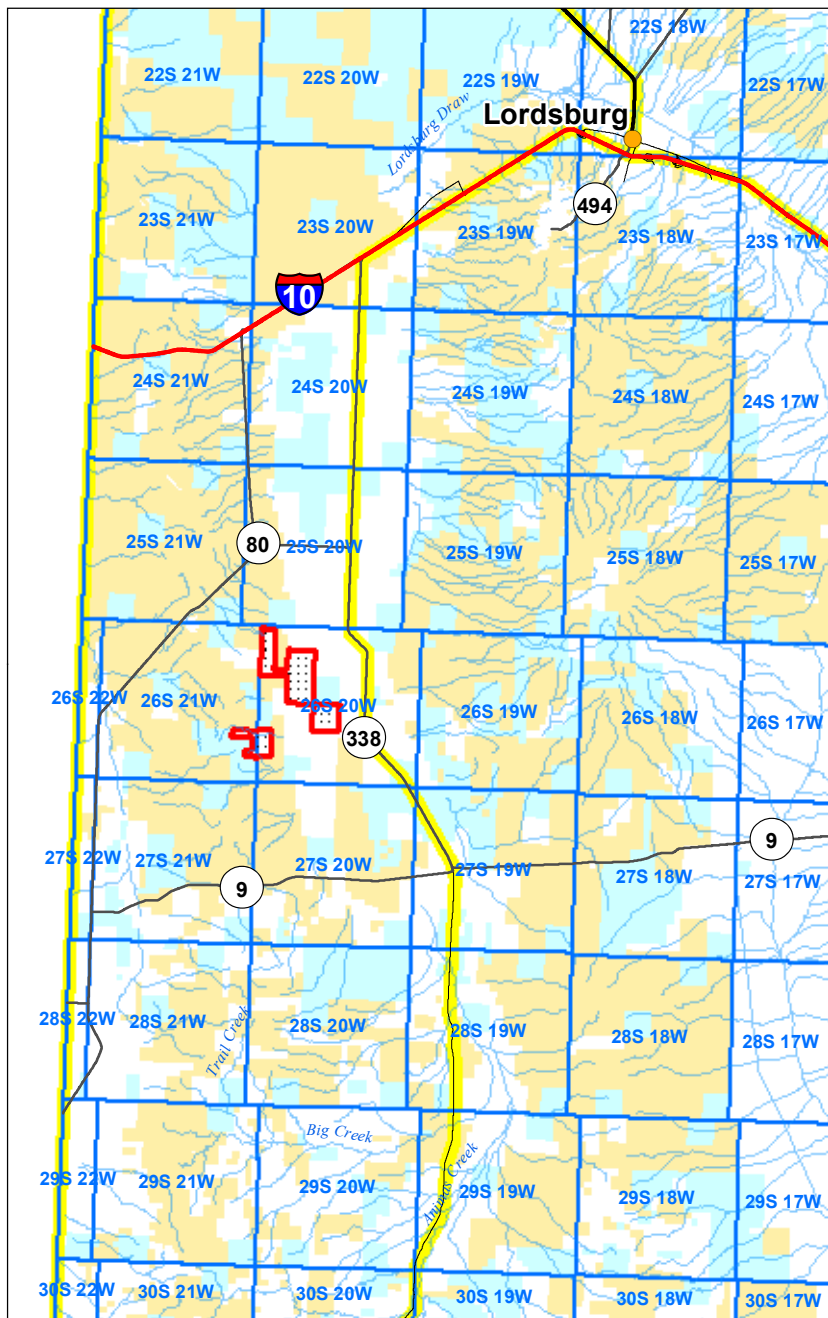 22S 18W
22S 21W
22S 20W
22S 19W
22S 17W
Lordsburg Draw
Lordsburg
494
23S 21W
23S 20W
23S 19W
23S 18W
23S 17W
10
24S 21W
24S 20W
24S 19W
24S 18W
24S 17W
25S 21W
80
25S 20W
25S 19W
25S 18W
25S 17W
26S 22W
26S 21W
26S 20W
26S 19W
26S 18W
26S 17W
338
27S 22W
27S 21W
27S 20W
27S 19W
27S 18W
9
27S 17W
9
28S 22W
28S 21W
28S 20W
28S 19W
28S 18W
28S 17W
Trail Creek
Big Creek
Animas Creek
29S 22W
29S 21W
29S 20W
29S 19W
29S 18W
29S 17W
30S 22W
30S 21W
30S 20W
30S 19W
30S 18W
30S 17W